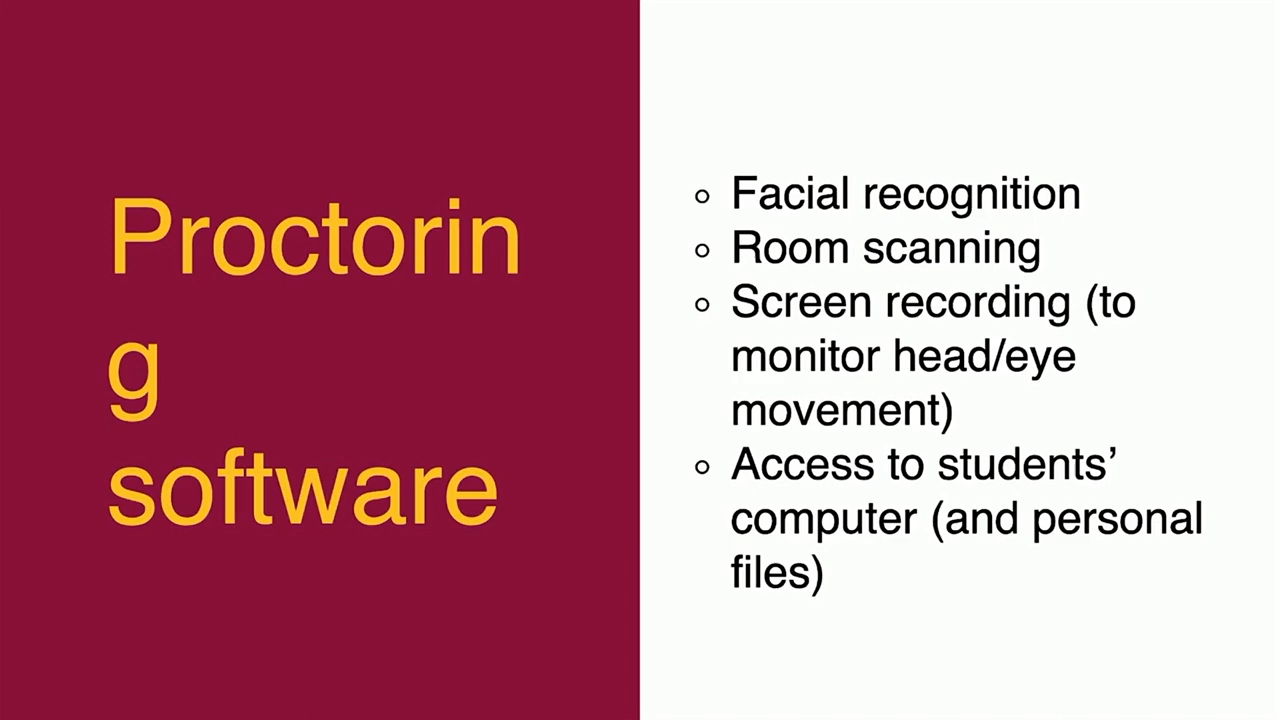 Proctorin
g
software
Facial recognition
Room scanning
Screen recording (to
monitor head/eye
movement)
Access to students’
computer (and personal
files)